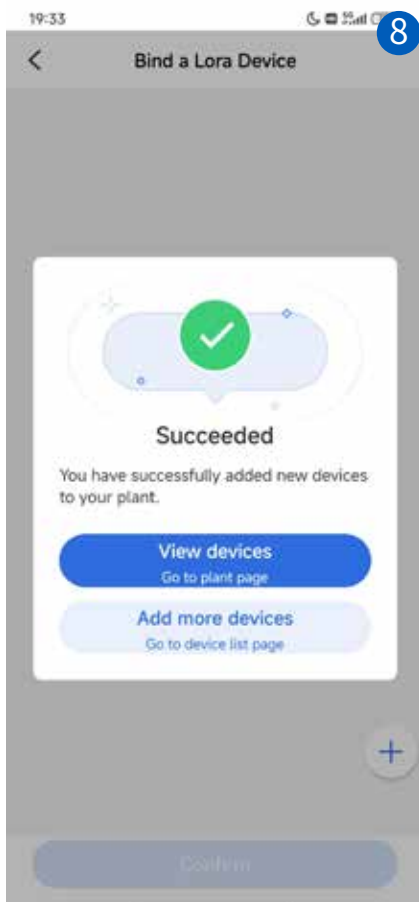 19:33
8
Bind a Lora Device
Succeeded
You have successfully added new devices
to your plant.
View devices
Go to plant page
Add more devices
Go to device list page
Confirm